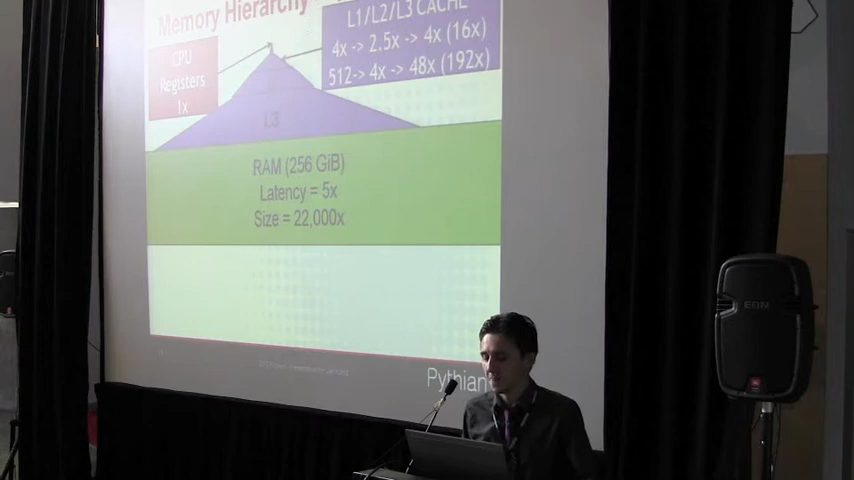 Memory Hierarchy
L1/L2/L3 CACHE
4x -> 2.5x -> 4x (16x)
512-> 4x -> 48x (192x)
CPU
Registers
1x
L3
RAM (256 GiB)
Latency = 5x
Size = 22,000x
Pythian
EON
JBL